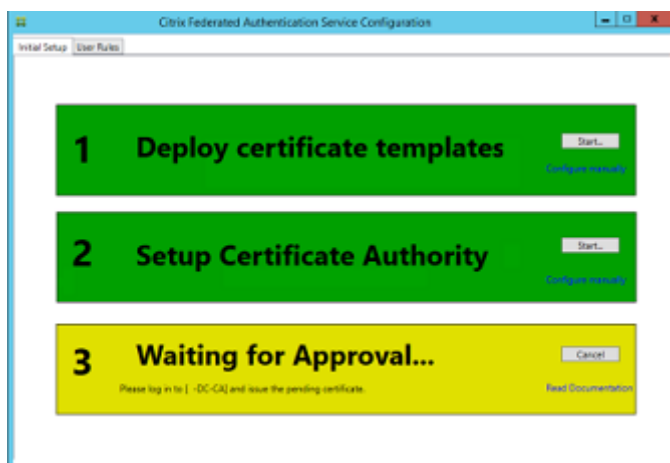 Citrix Federated Authentication Service Configuration
Initial Setup User Rules
1 Deploy certificate templates
Start...
Configure manually
2 Setup Certificate Authority
Start...
Configure manually
3 Waiting for Approval...
Cancel
Please log in to [ -DC-CA] and issue the pending certificate.
Read Documentation